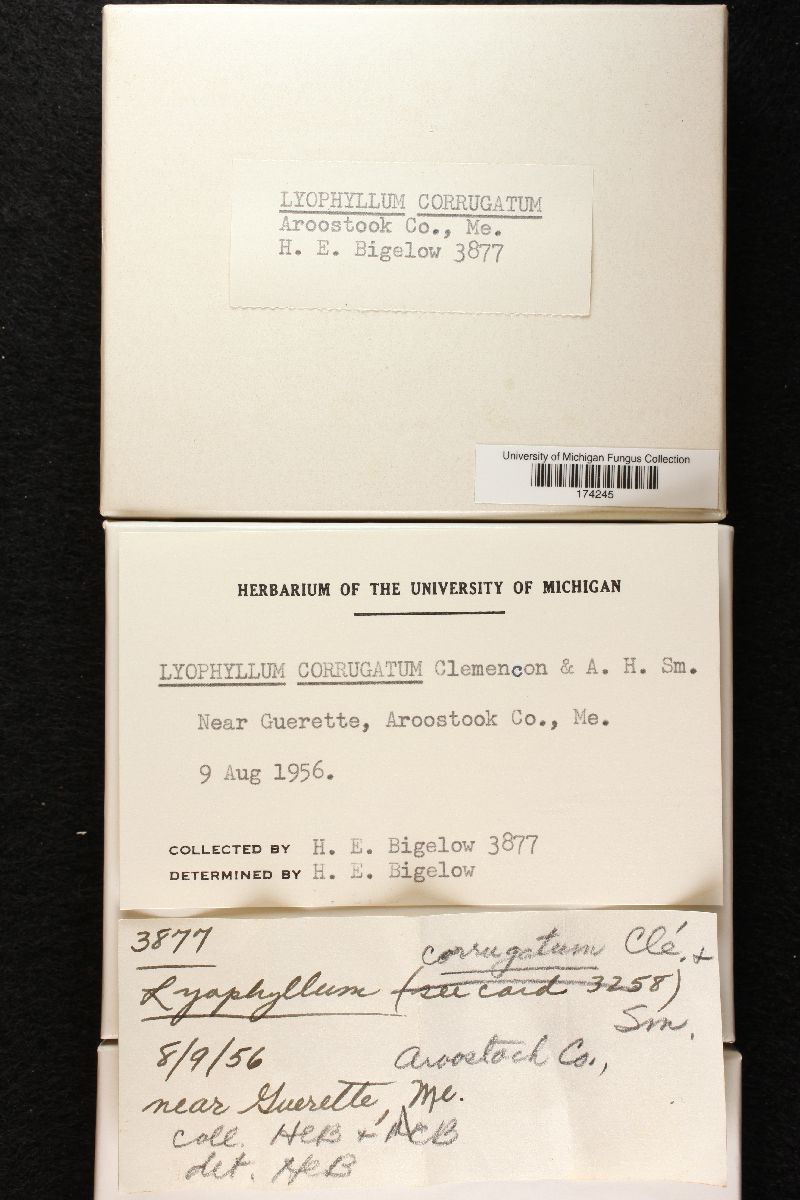 LYOPHYLLUM CORRUGATUM
Aroostook Co., Me.
H. E. Bigelow 3877
University of Michigan Fungus Collection
174245
HERBARIUM OF THE UNIVERSITY OF MICHIGAN
LYOPHYLLUM CORRUGATUM Clemencon & A. H. Sm.
Near Guerette, Aroostook Co., Me.
9 Aug 1956.
COLLECTED BY H. E. Bigelow 3877
DETERMINED BY H. E. Bigelow
3877
corrugatum Clé. &
Lyophyllum (see card 3258)
Sm.
8/9/56 Aroostook Co.,
near Guerette, Me.
coll. HEB &
det. HEB